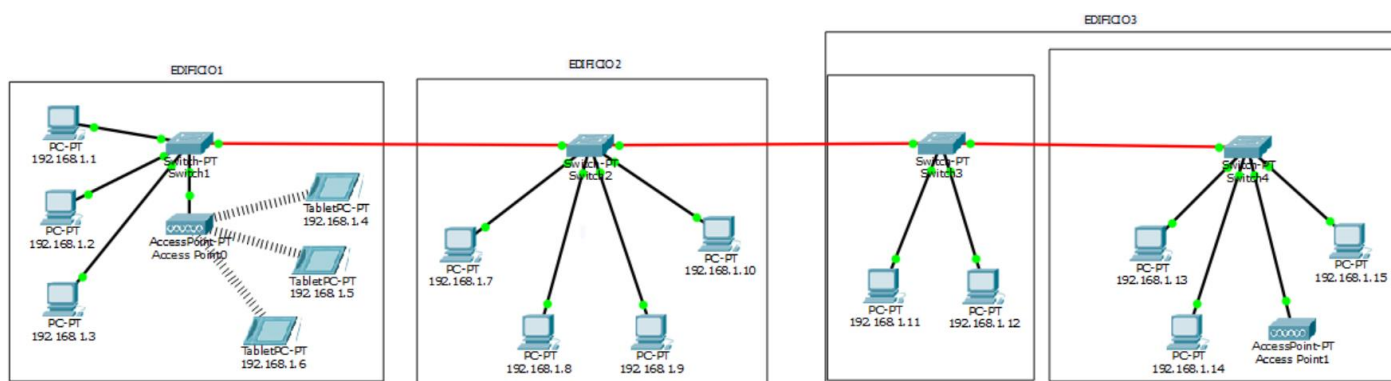 EDIFICIO1
PC-PT
192.168.1.1
Switch-PT
Switch1
PC-PT
192.168.1.2
AccessPoint-PT
Access Point0
TabletPC-PT
192.168.1.4
TabletPC-PT
192.168.1.5
PC-PT
192.168.1.3
TabletPC-PT
192.168.1.6
EDIFICIO2
Switch-PT
Switch2
PC-PT
192.168.1.7
PC-PT
192.168.1.10
PC-PT
192.168.1.8
PC-PT
192.168.1.9
EDIFICIO3
Switch-PT
Switch3
PC-PT
192.168.1.11
PC-PT
192.168.1.12
Switch-PT
Switch4
PC-PT
192.168.1.13
PC-PT
192.168.1.15
PC-PT
192.168.1.14
AccessPoint-PT
Access Point1